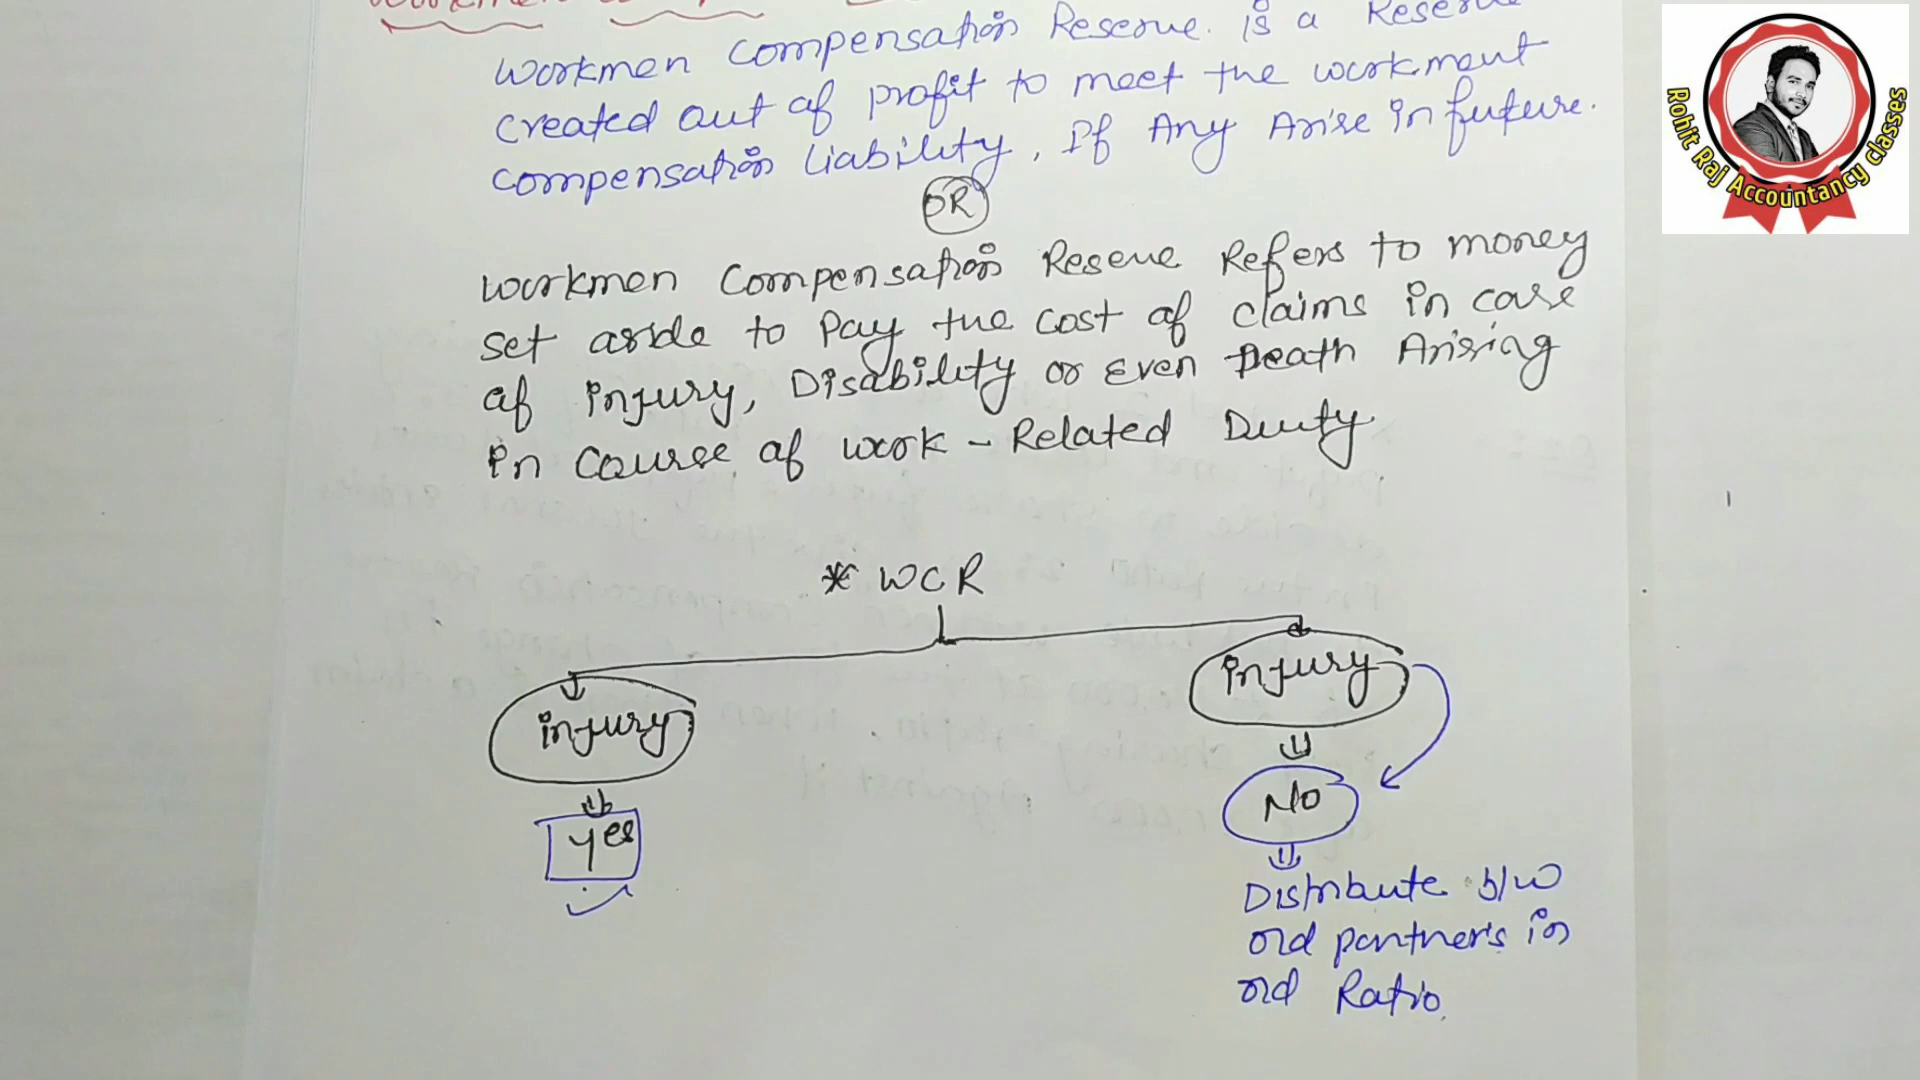 Workmen Compensation Reserve. is a Reserve
created out of profit to meet the workment
compensation Liability, If Any Arise in future.
OR
Workmen Compensation Reseve Refers to money
set aside to Pay the cost of claims in case
of injury, Disability or Even Death Arising
in course of work - Related Duty.
* WCR
injury
injury
Yes
No
Distribute b/w
old partner's in
old Ratio.
Rohit Raj Accountancy classes